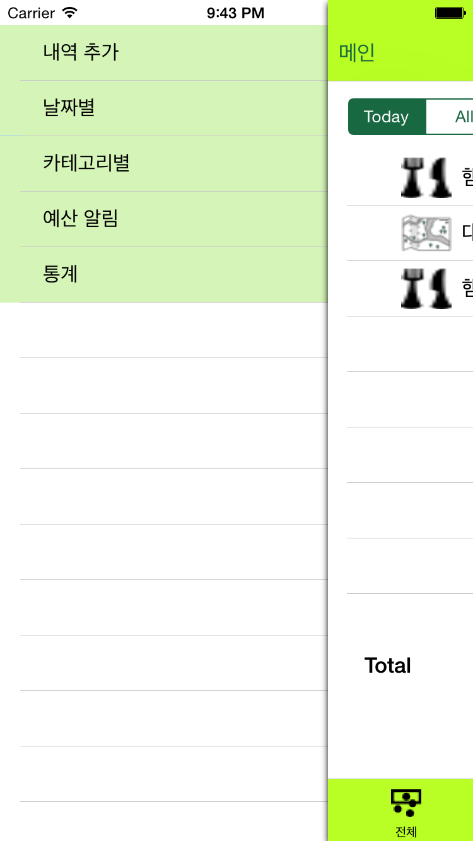 Carrier 9:43 PM
내역 추가
날짜별
카테고리별
예산 알림
통계
메인
Today All
Total
전체